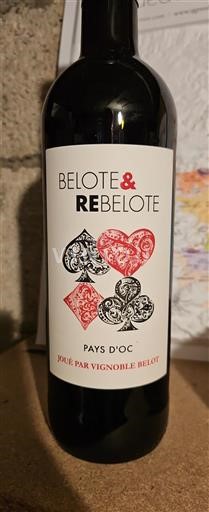 BELOTE&
REBELOTE
PAYS D'OC
JOUÉ PAR VIGNOBLE BELOT